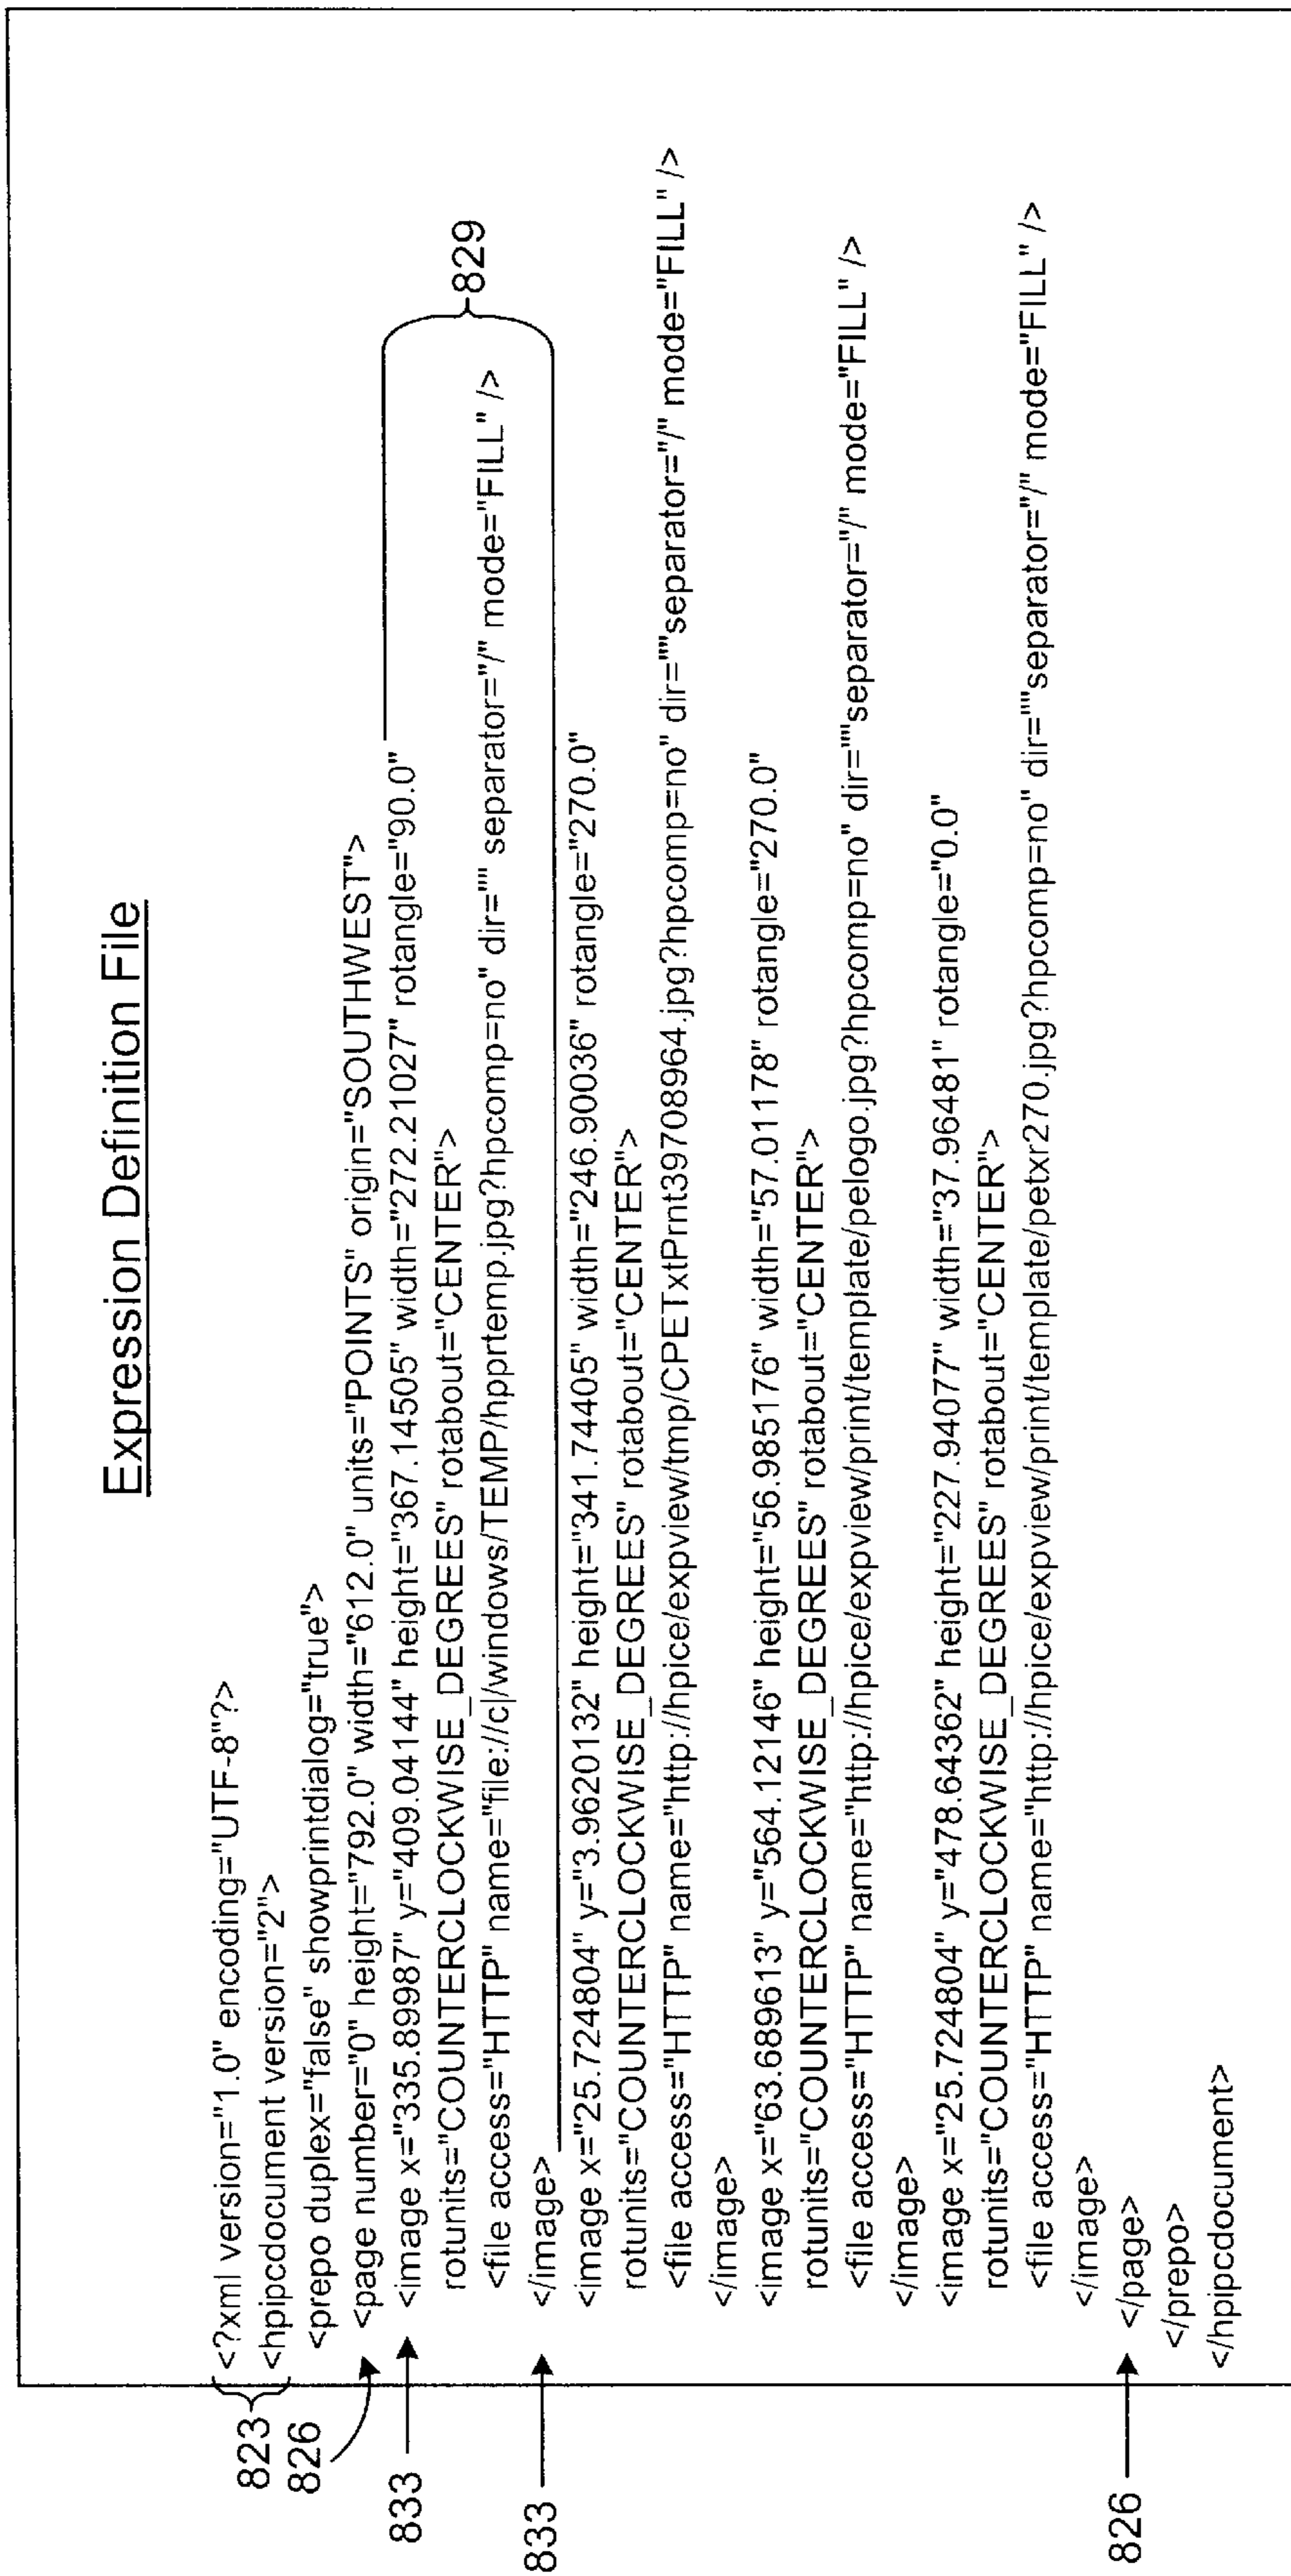 Expression Definition File
<?xml version="1.0" encoding="UTF-8"?>
823
<hpipcdocument version="2">
826
<prepo duplex="false" showprintdialog="true">
<page number="0" height="792.0" width="612.0" units="POINTS" origin="SOUTHWEST">
833
<image x="335.89987" y="409.04144" height="367.14505" width="272.21027" rotangle="90.0"
rotunits="COUNTERCLOCKWISE_DEGREES" rotabout="CENTER">
829
<file access="HTTP" name="file://c|/windows/TEMP/hpprtemp.jpg?hpcomp=no" dir="" separator="/" mode="FILL" />
833
</image>
<image x="25.724804" y="3.9620132" height="341.74405" width="246.90036" rotangle="270.0"
rotunits="COUNTERCLOCKWISE_DEGREES" rotabout="CENTER">
<file access="HTTP" name="http://hpice/expview/tmp/CPETxtPrnt39708964.jpg?hpcomp=no" dir=""separator="/" mode="FILL" />
</image>
<image x="63.689613" y="564.12146" height="56.985176" width="57.01178" rotangle="270.0"
rotunits="COUNTERCLOCKWISE_DEGREES" rotabout="CENTER">
<file access="HTTP" name="http://hpice/expview/print/template/pelogo.jpg?hpcomp=no" dir=""separator="/" mode="FILL" />
</image>
<image x="25.724804" y="478.64362" height="227.94077" width="37.96481" rotangle="0.0"
rotunits="COUNTERCLOCKWISE_DEGREES" rotabout="CENTER">
<file access="HTTP" name="http://hpice/expview/print/template/petxr270.jpg?hpcomp=no" dir=""separator="/" mode="FILL" />
</image>
826
</page>
</prepo>
</hpipcdocument>